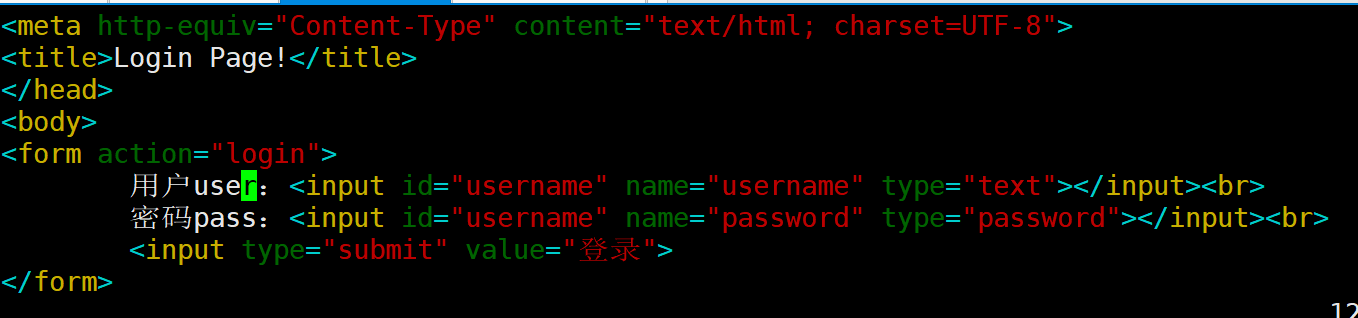 <meta http-equiv="Content-Type" content="text/html; charset=UTF-8">
<title>Login Page!</title>
</head>
<body>
<form action="login">
用户user：<input id="username" name="username" type="text"></input><br>
密码pass：<input id="username" name="password" type="password"></input><br>
<input type="submit" value="登录">
</form>
12